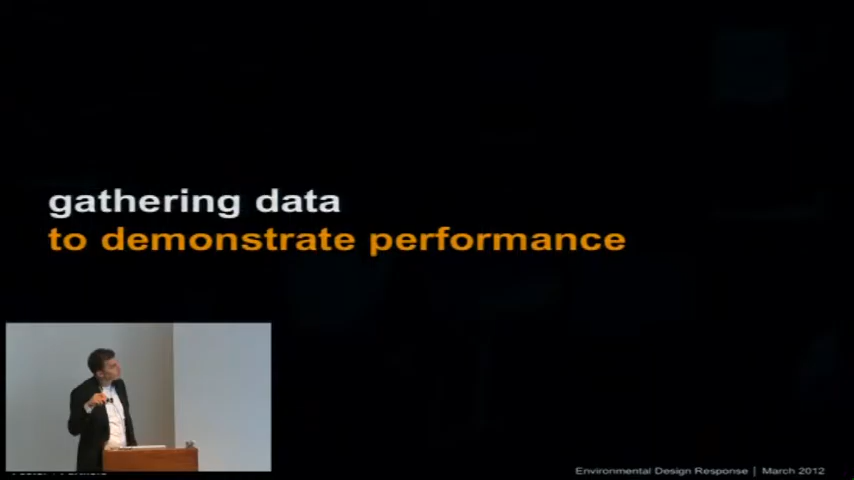 gathering data
to demonstrate performance
Environmental Design Response | March 2012